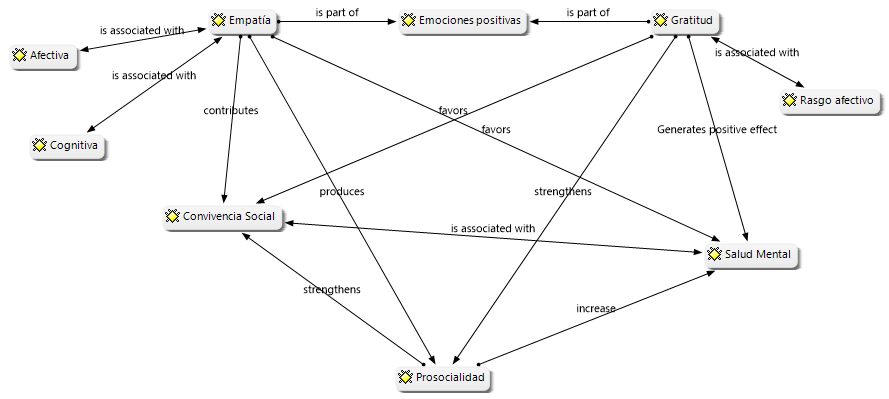 is part of
is part of
Empatía
Emociones positivas
Gratitud
is associated with
Afectiva
is associated with
is associated with
Rasgo afectivo
contributes
favors
favors
Generates positive effect
Cognitiva
produces
strengthens
Convivencia Social
is associated with
Salud Mental
strengthens
increase
Prosocialidad